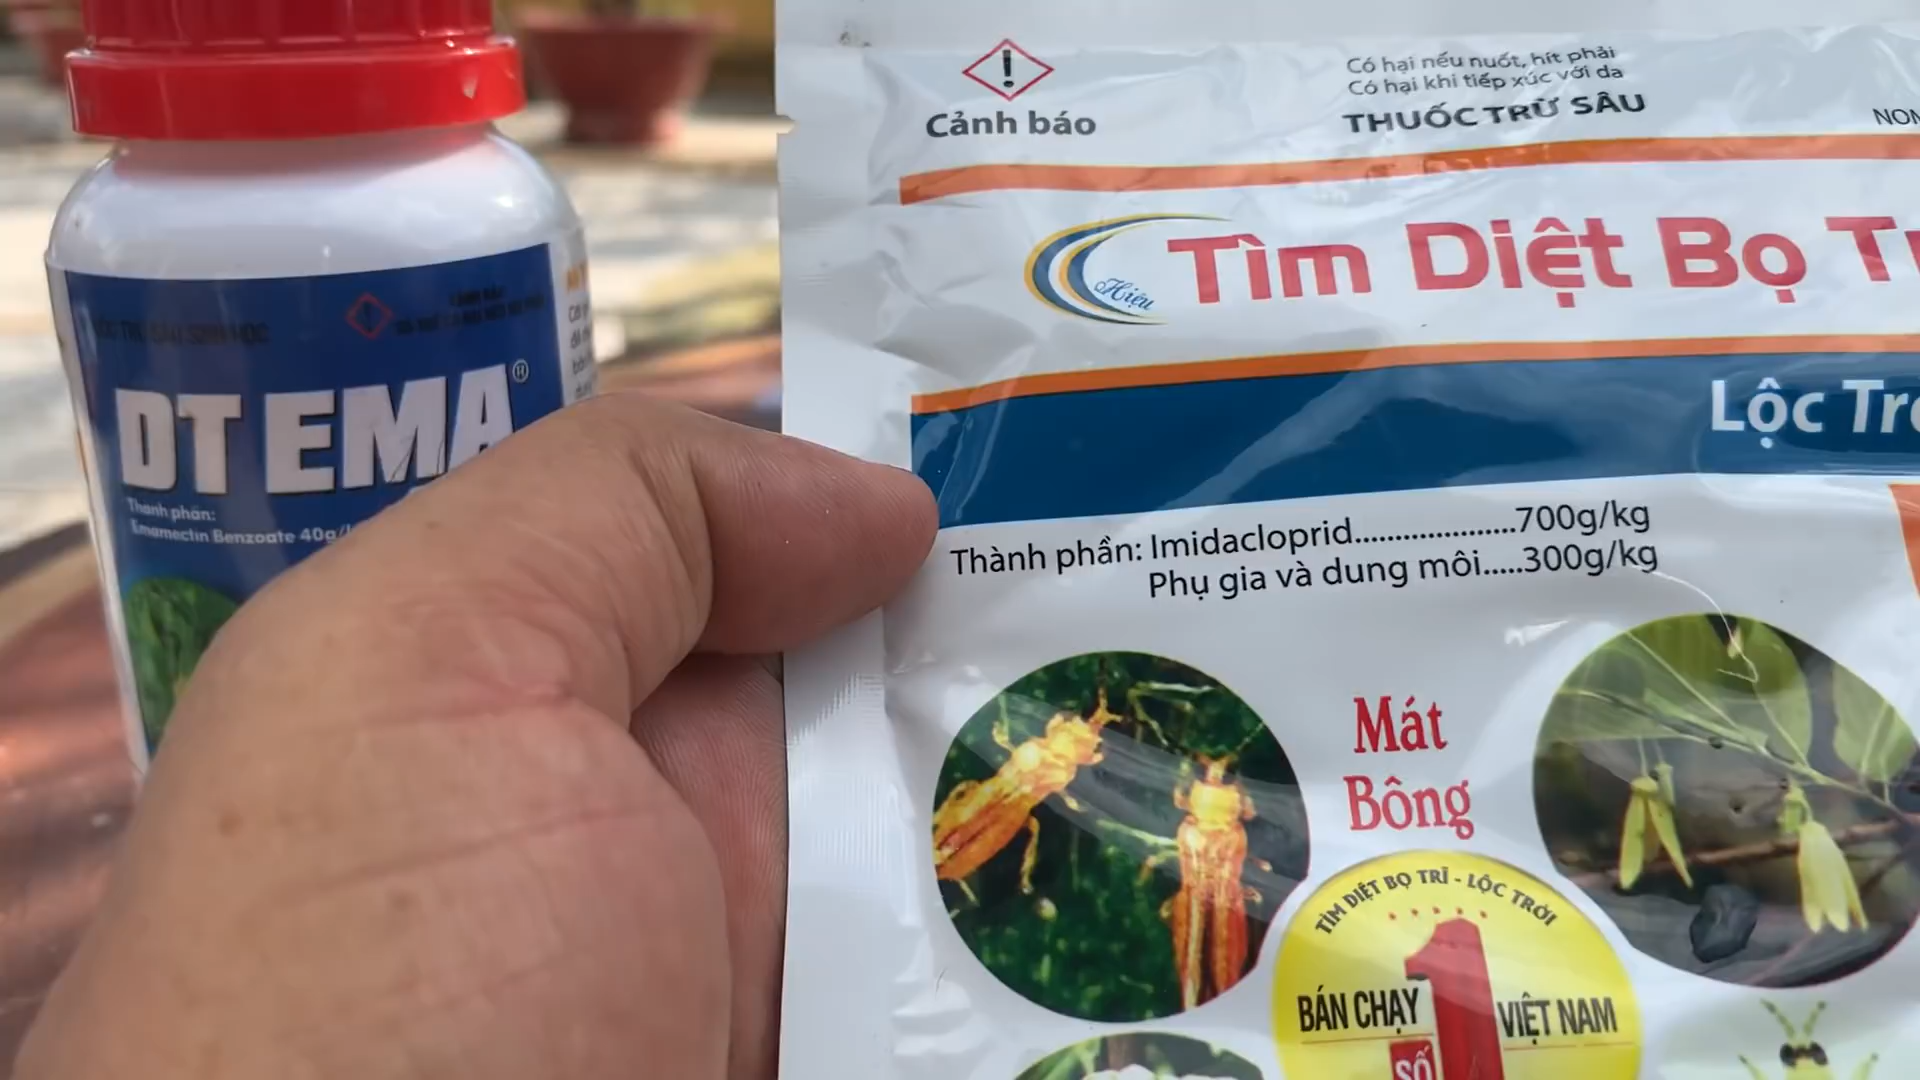 DT EMA®
Thành phần:
Emamectin Benzoate 40g/
Cảnh báo
Có hại nếu nuốt, hít phải
Có hại khi tiếp xúc với da
THUỐC TRỪ SÂU
Hiệu
Tìm Diệt Bọ
Lộc
Thành phần: Imidacloprid....................700g/kg
Phụ gia và dung môi.....300g/kg
Mát
Bông
TÌM DIỆT BỌ TRĨ - LỘC TRỜI
BÁN CHẠY
SỐ 1
VIỆT NAM